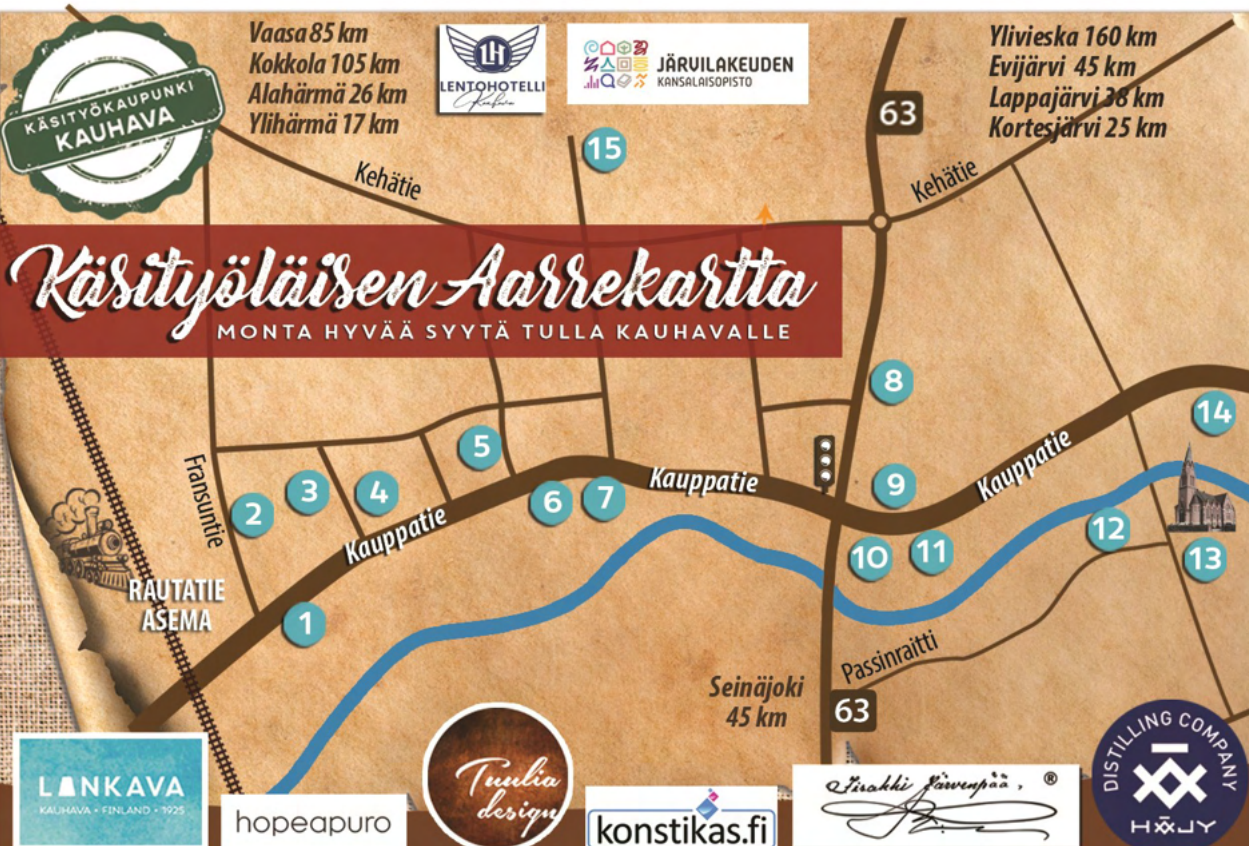 KÄSITYÖKAUPUNKI
KAUHAVA
Vaasa 85 km
Kokkola 105 km
Alahärmä 26 km
Ylihärmä 17 km
LH
LENTOHOTELLI
Kauhava
JÄRVILAKEUDEN
KANSALAISOPISTO
63
Ylivieska 160 km
Evijärvi 45 km
Lappajärvi 38 km
Kortesjärvi 25 km
15
Kehätie
Kehätie
Käsityöläisen Aarrekartta
MONTA HYVÄÄ SYYTÄ TULLA KAUHAVALLE
8
14
5
Fransuntie
3
4
2
6
7
Kauppatie
Kauppatie
9
Kauppatie
10
11
12
13
RAUTATIE
ASEMA
1
Passinraitti
Seinäjoki
45 km
63
LANKAVA
KAUHAVA • FINLAND • 1925
hopeapuro
Tuulia
design
konstikas.fi
Iisakki Järvenpää, ®
DISTILLING COMPANY
HÄJY